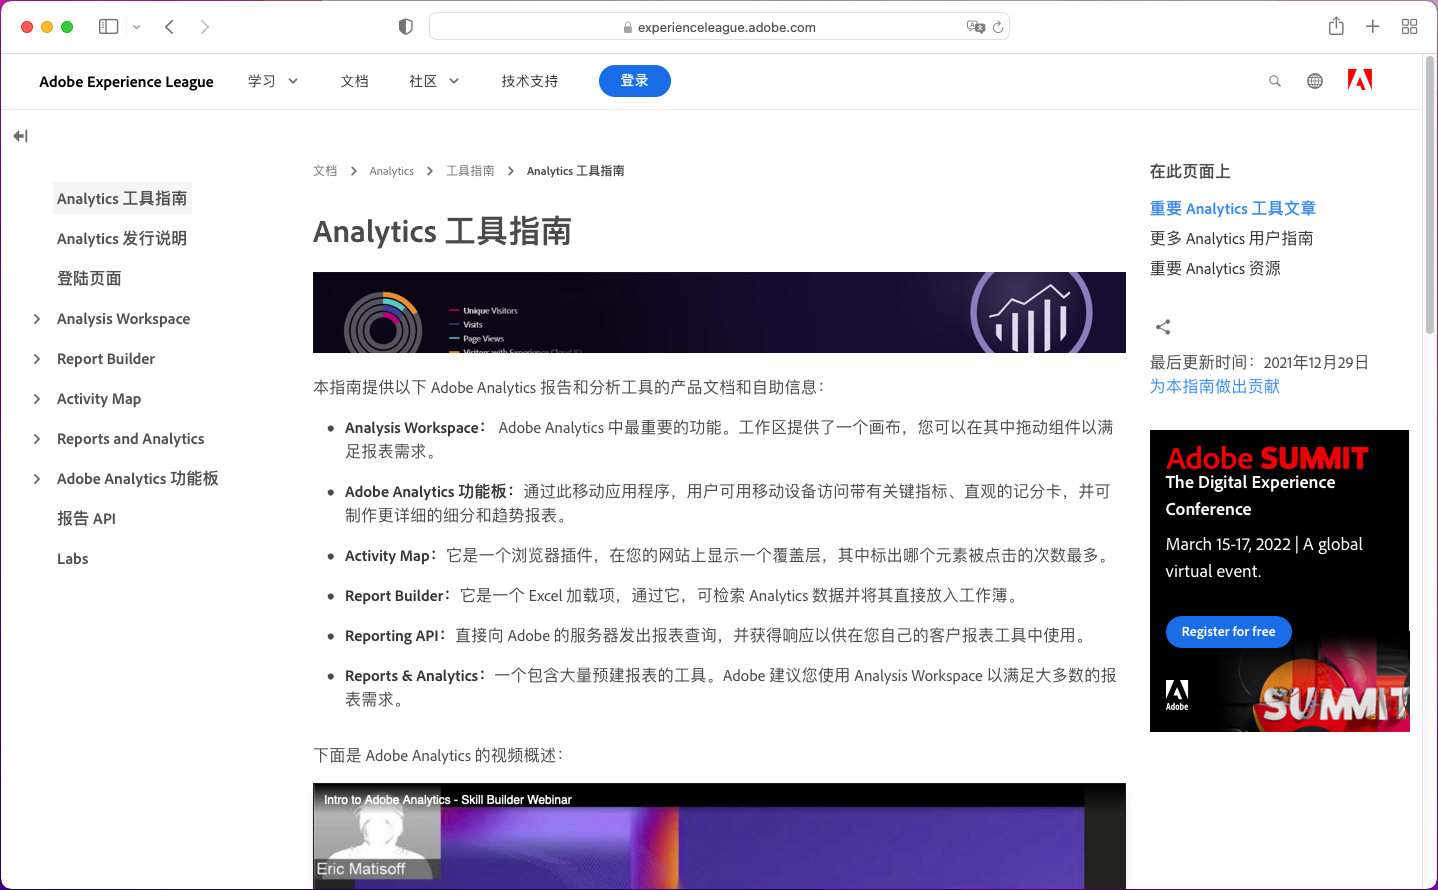 experienceleague.adobe.com
Adobe Experience League 学习 文档 社区 技术支持 登录
文档 Analytics 工具指南 Analytics 工具指南
Analytics 工具指南
Analytics 发行说明
登陆页面
Analysis Workspace
Report Builder
Activity Map
Reports and Analytics
Adobe Analytics 功能板
报告 API
Labs
Analytics 工具指南
Unique Visitors
Visits
Page Views
Visitors with Experience Cloud ID
本指南提供以下 Adobe Analytics 报告和分析工具的产品文档和自助信息：
Analysis Workspace： Adobe Analytics 中最重要的功能。工作区提供了一个画布，您可以在其中拖动组件以满
足报表需求。
Adobe Analytics 功能板：通过此移动应用程序，用户可用移动设备访问带有关键指标、直观的记分卡，并可
制作更详细的细分和趋势报表。
Activity Map：它是一个浏览器插件，在您的网站上显示一个覆盖层，其中标出哪个元素被点击的次数最多。
Report Builder：它是一个 Excel 加载项，通过它，可检索 Analytics 数据并将其直接放入工作簿。
Reporting API：直接向 Adobe 的服务器发出报表查询，并获得响应以供在您自己的客户报表工具中使用。
Reports & Analytics：一个包含大量预建报表的工具。Adobe 建议您使用 Analysis Workspace 以满足大多数的报
表需求。
下面是 Adobe Analytics 的视频概述：
Intro to Adobe Analytics - Skill Builder Webinar
Eric Matisoff
在此页面上
重要 Analytics 工具文章
更多 Analytics 用户指南
重要 Analytics 资源
最后更新时间：2021年12月29日
为本指南做出贡献
Adobe SUMMIT
The Digital Experience
Conference
March 15-17, 2022 | A global
virtual event.
Register for free
Adobe
SUMMIT